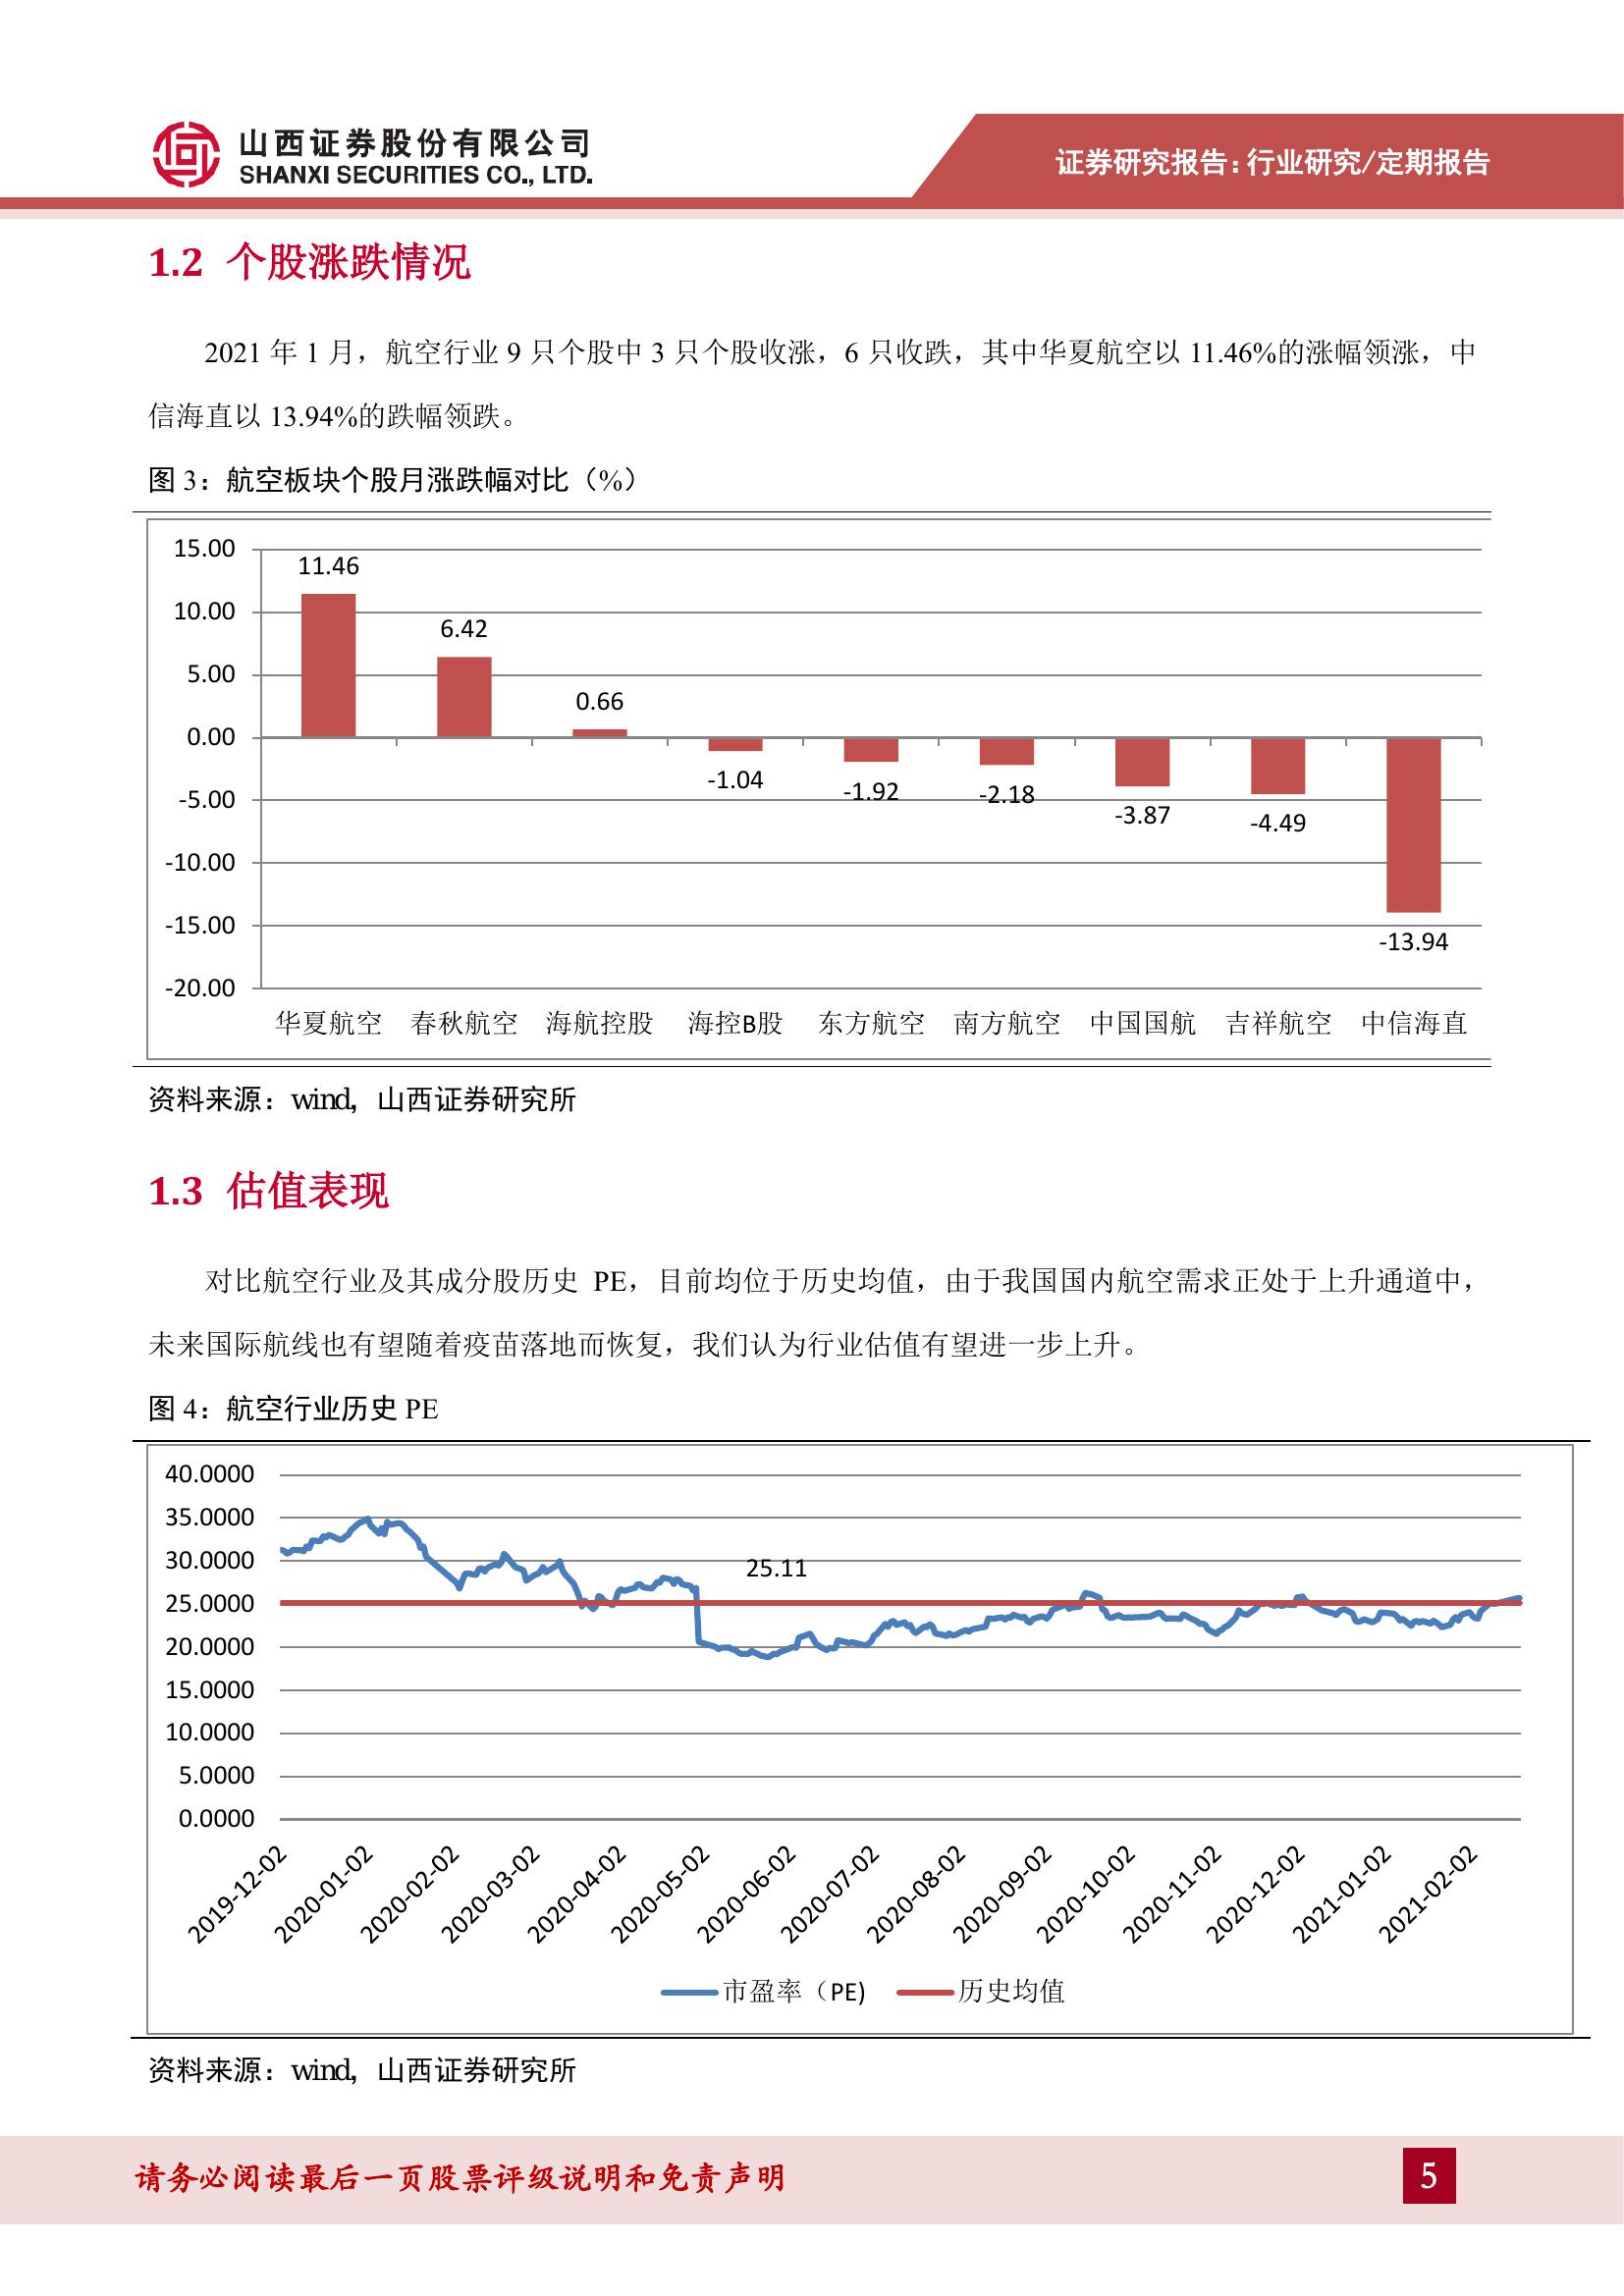 山西证券股份有限公司
SHANXI SECURITIES CO., LTD.
证券研究报告：行业研究/定期报告
1.2 个股涨跌情况
2021 年 1 月，航空行业 9 只个股中 3 只个股收涨，6 只收跌，其中华夏航空以 11.46%的涨幅领涨，中
信海直以 13.94%的跌幅领跌。
图 3：航空板块个股月涨跌幅对比（%）
15.00
10.00
5.00
0.00
-5.00
-10.00
-15.00
-20.00
11.46
6.42
0.66
-1.04
-1.92
-2.18
-3.87
-4.49
-13.94
华夏航空 春秋航空 海航控股 海控B股 东方航空 南方航空 中国国航 吉祥航空 中信海直
资料来源：wind，山西证券研究所
1.3 估值表现
对比航空行业及其成分股历史 PE，目前均位于历史均值，由于我国国内航空需求正处于上升通道中，
未来国际航线也有望随着疫苗落地而恢复，我们认为行业估值有望进一步上升。
图 4：航空行业历史 PE
40.0000
35.0000
30.0000
25.0000
20.0000
15.0000
10.0000
5.0000
0.0000
25.11
2019-12-02
2020-01-02
2020-02-02
2020-03-02
2020-04-02
2020-05-02
2020-06-02
2020-07-02
2020-08-02
2020-09-02
2020-10-02
2020-11-02
2020-12-02
2021-01-02
2021-02-02
市盈率（PE) 历史均值
资料来源：wind，山西证券研究所
请务必阅读最后一页股票评级说明和免责声明
5